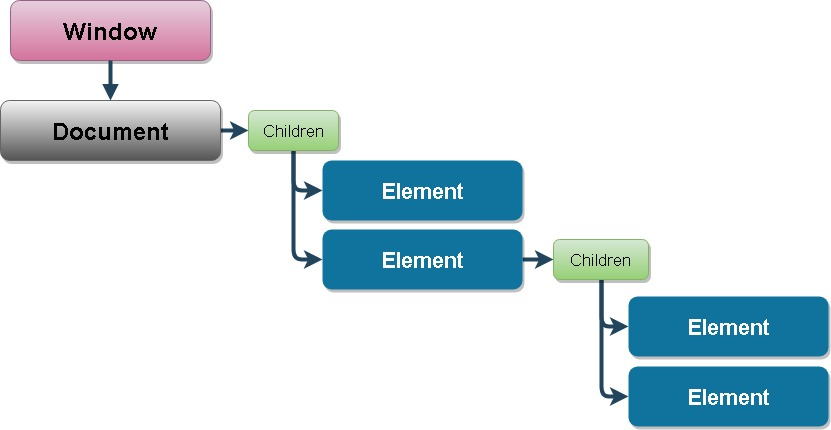 Window
Document
Children
Element
Element
Children
Element
Element